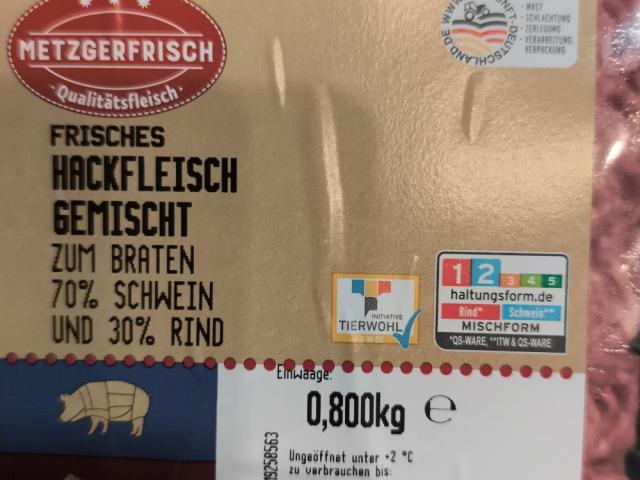 METZGERFRISCH
Qualitätsfleisch
· MAST
· SCHLACHTUNG
· ZERLEGUNG
· VERARBEITUNG,
VERPACKUNG
FRISCHES
HACKFLEISCH
GEMISCHT
ZUM BRATEN
70% SCHWEIN
UND 30% RIND
INITIATIVE
TIERWOHL
1 2 3 4 5
haltungsform.de
Rind* Schwein**
MISCHFORM
*QS-WARE, **ITW & QS-WARE
Einwaage:
0,800kg ℮
Ungeöffnet unter +2 °C
zu verbrauchen bis:
19258563